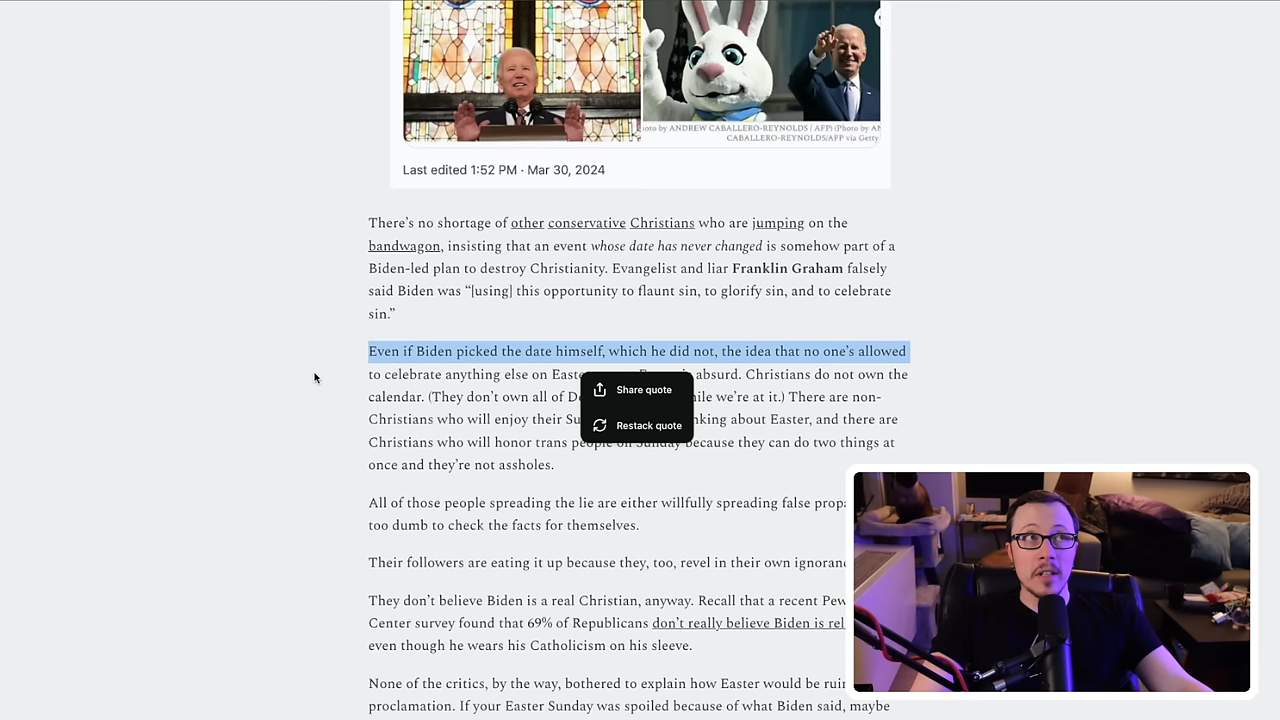 oto by ANDREW CABALLERO-REYNOLDS / AFP) (Photo by AN
CABALLERO-REYNOLDS/AFP via Getty
Last edited 1:52 PM · Mar 30, 2024
There’s no shortage of other conservative Christians who are jumping on the
bandwagon, insisting that an event whose date has never changed is somehow part of a
Biden-led plan to destroy Christianity. Evangelist and liar Franklin Graham falsely
said Biden was “[using] this opportunity to flaunt sin, to glorify sin, and to celebrate
sin.”
Even if Biden picked the date himself, which he did not, the idea that no one’s allowed
to celebrate anything else on Easte absurd. Christians do not own the
calendar. (They don’t own all of De while we’re at it.) There are non-
Christians who will enjoy their Su nking about Easter, and there are
Christians who will honor trans people on Sunday because they can do two things at
once and they’re not assholes.
Share quote
Restack quote
All of those people spreading the lie are either willfully spreading false propa
too dumb to check the facts for themselves.
Their followers are eating it up because they, too, revel in their own ignoranc
They don’t believe Biden is a real Christian, anyway. Recall that a recent Pew
Center survey found that 69% of Republicans don’t really believe Biden is rel
even though he wears his Catholicism on his sleeve.
None of the critics, by the way, bothered to explain how Easter would be ruin
proclamation. If your Easter Sunday was spoiled because of what Biden said, maybe